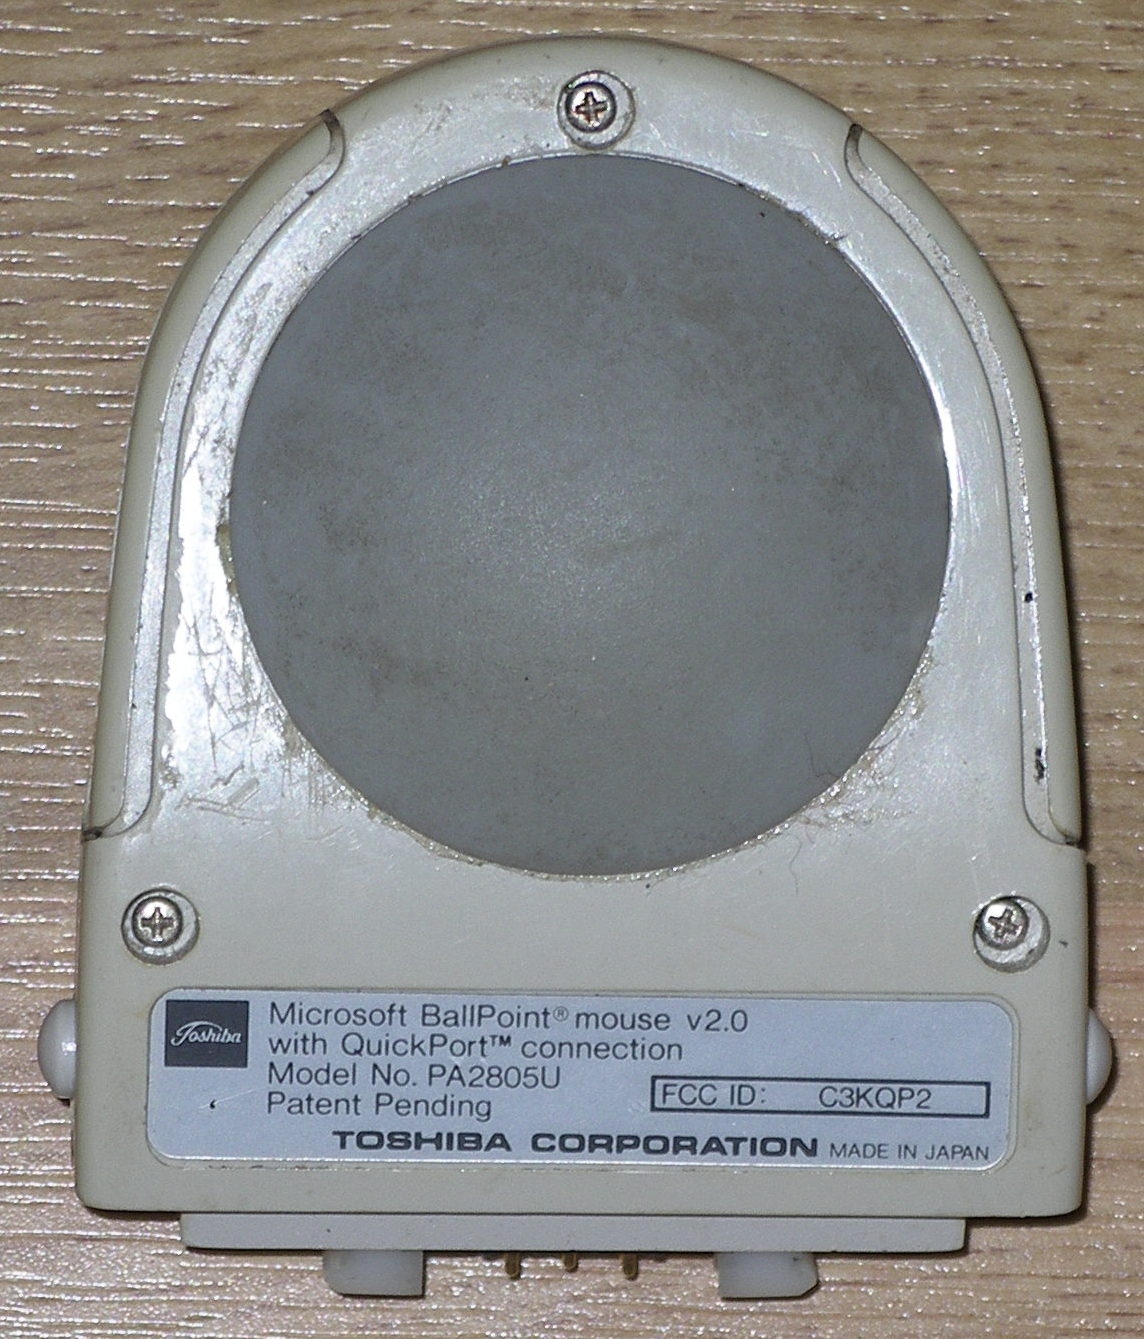 Toshiba
Microsoft BallPoint® mouse v2.0
with QuickPort™ connection
Model No. PA2805U
Patent Pending
FCC ID: C3KQP2
TOSHIBA CORPORATION MADE IN JAPAN